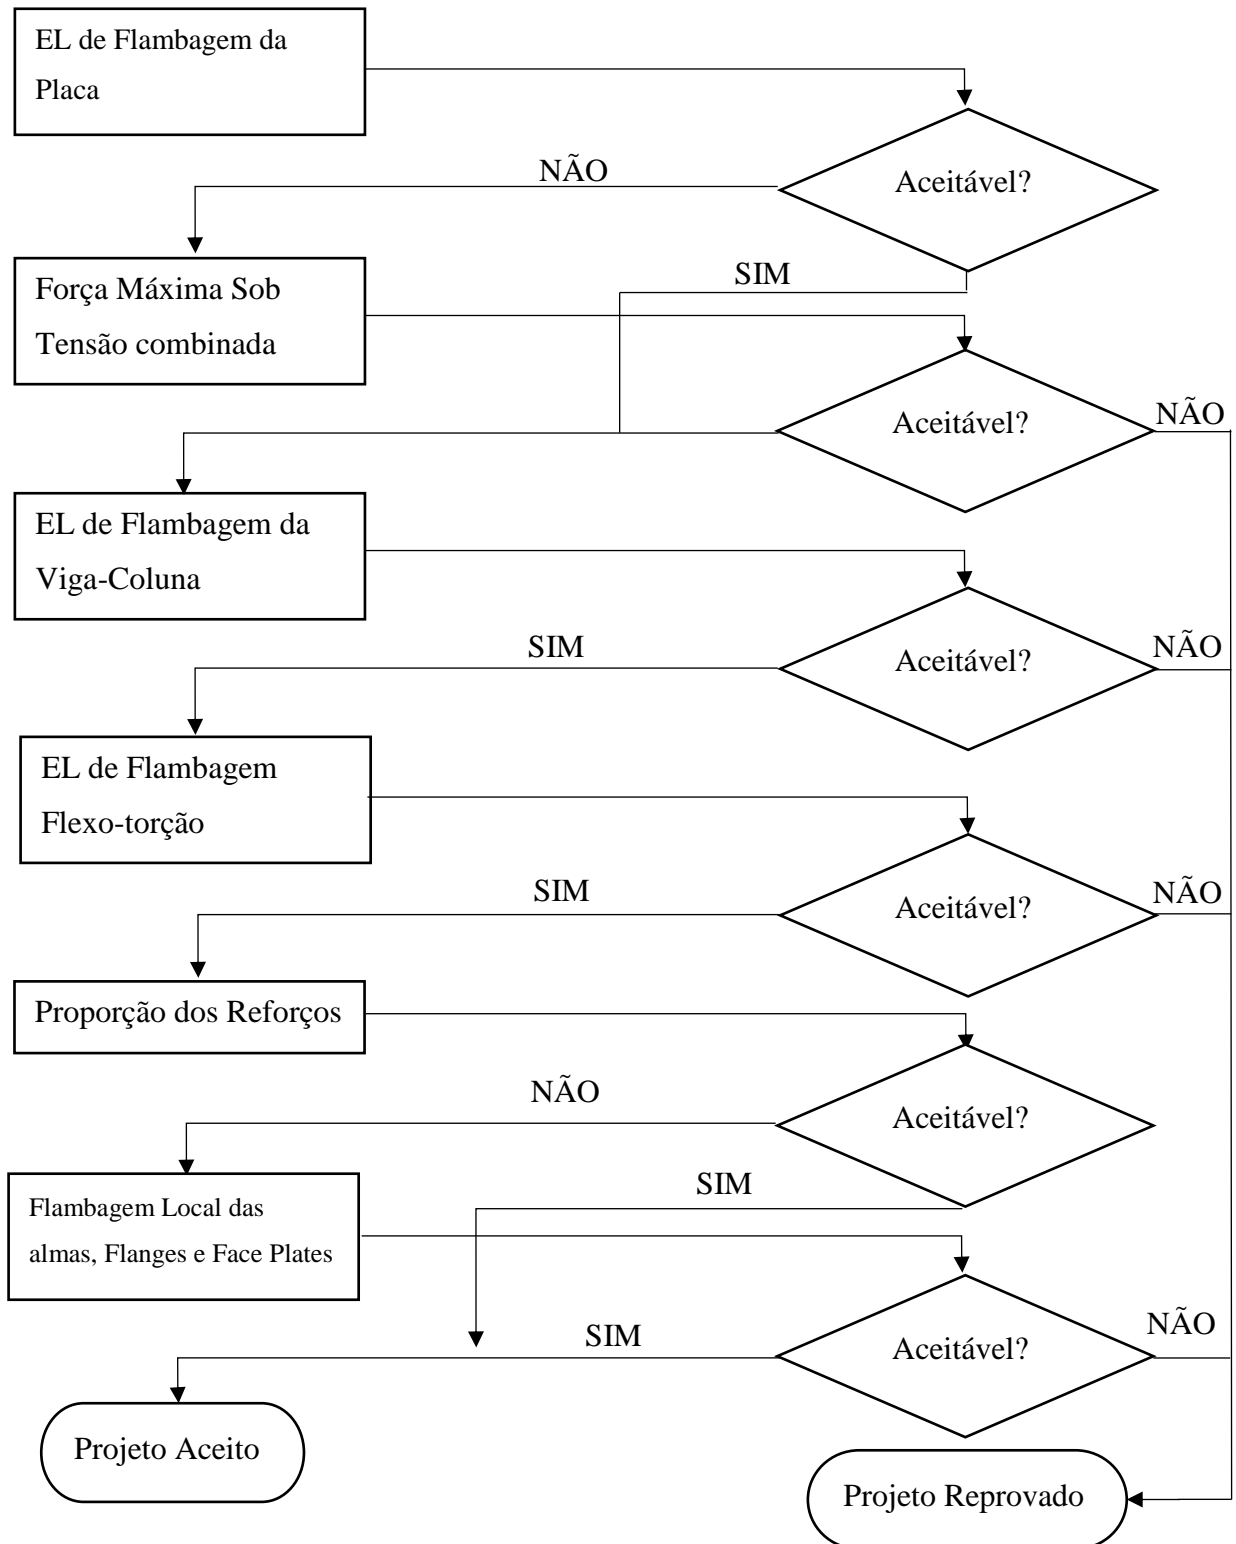 EL de Flambagem da
Placa
Aceitável?
NÃO
SIM
Força Máxima Sob
Tensão combinada
Aceitável?
NÃO
EL de Flambagem da
Viga-Coluna
Aceitável?
SIM
NÃO
EL de Flambagem
Flexo-torção
Aceitável?
SIM
NÃO
Proporção dos Reforços
Aceitável?
NÃO
SIM
Flambagem Local das
almas, Flanges e Face Plates
Aceitável?
SIM
NÃO
Projeto Aceito
Projeto Reprovado